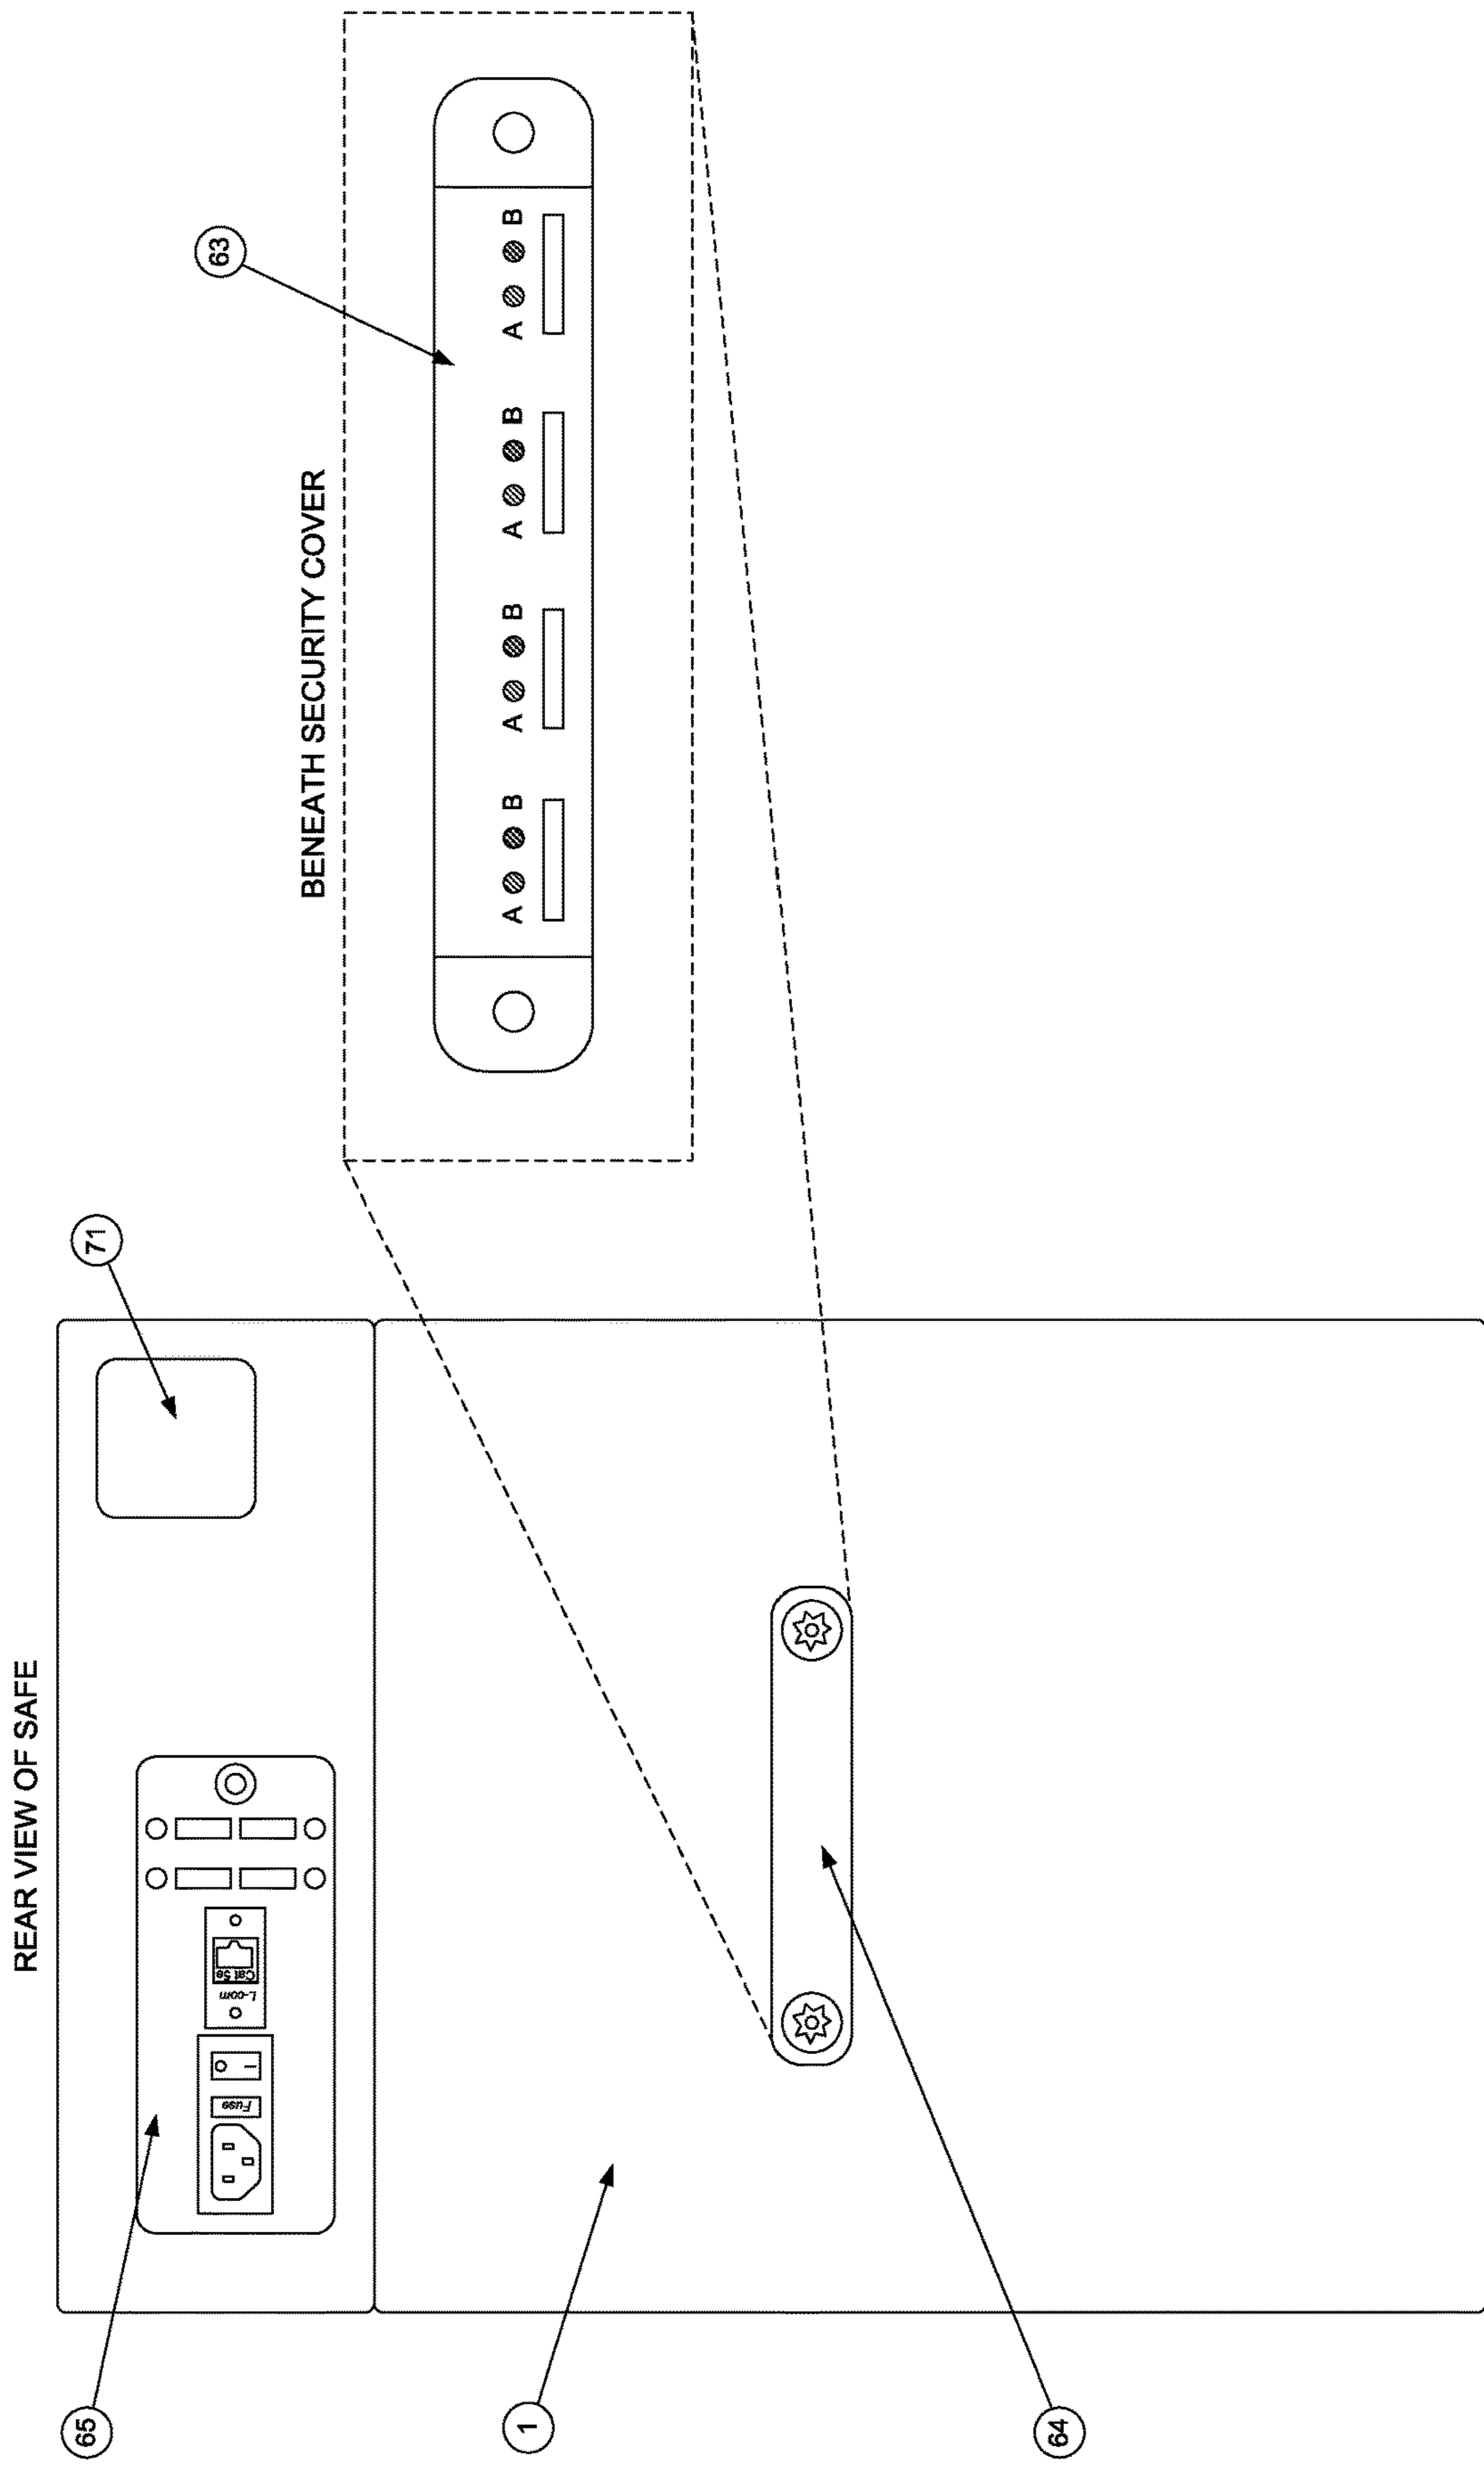 REAR VIEW OF SAFE
BENEATH SECURITY COVER
65
71
63
Fuse
L-com
Cat 5e
A B A B A B A B
1
64